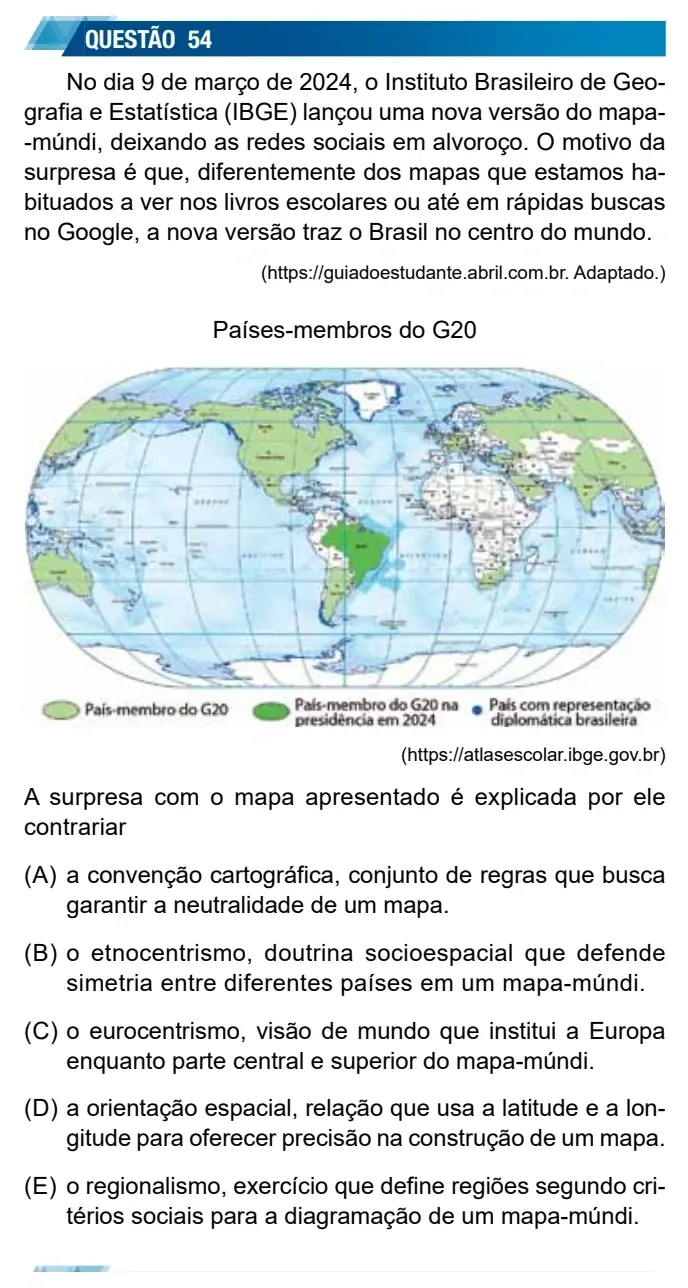 QUESTÃO 54
No dia 9 de março de 2024, o Instituto Brasileiro de Geo-
grafia e Estatística (IBGE) lançou uma nova versão do mapa-
-múndi, deixando as redes sociais em alvoroço. O motivo da
surpresa é que, diferentemente dos mapas que estamos ha-
bituados a ver nos livros escolares ou até em rápidas buscas
no Google, a nova versão traz o Brasil no centro do mundo.
(https://guiadoestudante.abril.com.br. Adaptado.)
Países-membros do G20
País-membro do G20
País-membro do G20 na
presidência em 2024
País com representação
diplomática brasileira
(https://atlasescolar.ibge.gov.br)
A surpresa com o mapa apresentado é explicada por ele
contrariar
(A) a convenção cartográfica, conjunto de regras que busca
garantir a neutralidade de um mapa.
(B) o etnocentrismo, doutrina socioespacial que defende
simetria entre diferentes países em um mapa-múndi.
(C) o eurocentrismo, visão de mundo que institui a Europa
enquanto parte central e superior do mapa-múndi.
(D) a orientação espacial, relação que usa a latitude e a lon-
gitude para oferecer precisão na construção de um mapa.
(E) o regionalismo, exercício que define regiões segundo cri-
térios sociais para a diagramação de um mapa-múndi.